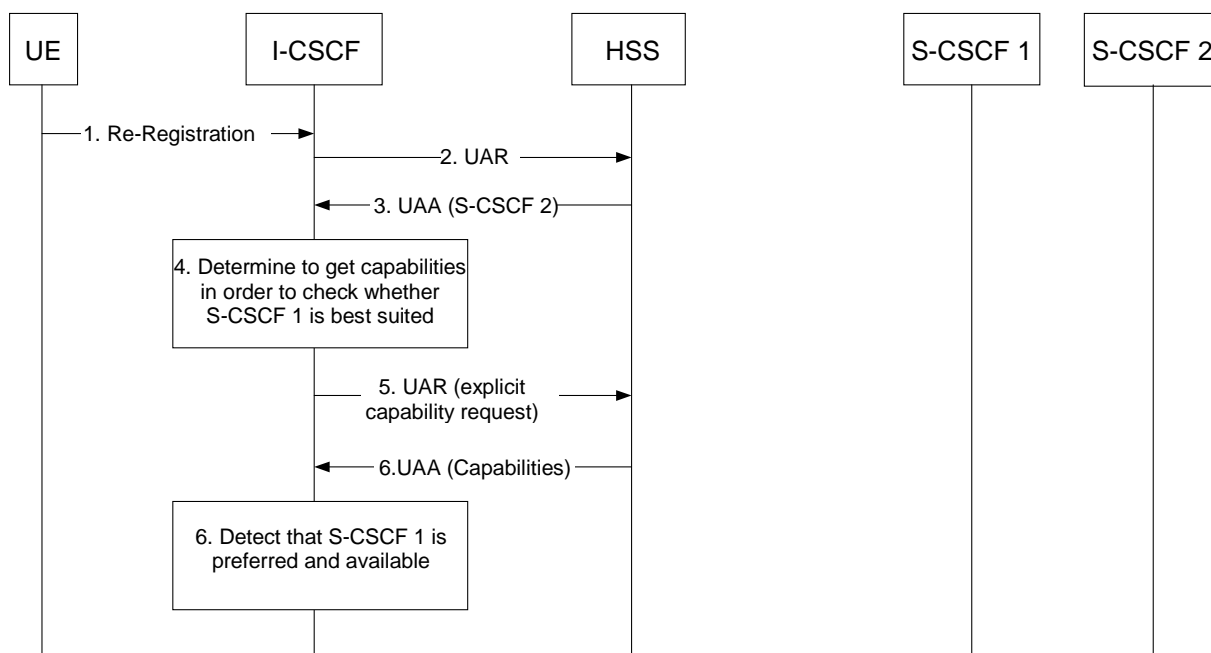 UE
I-CSCF
HSS
S-CSCF 1
S-CSCF 2
1. Re-Registration
2. UAR
3. UAA (S-CSCF 2)
4. Determine to get capabilities
in order to check whether
S-CSCF 1 is best suited
5. UAR (explicit
capability request)
6.UAA (Capabilities)
6. Detect that S-CSCF 1 is
preferred and available